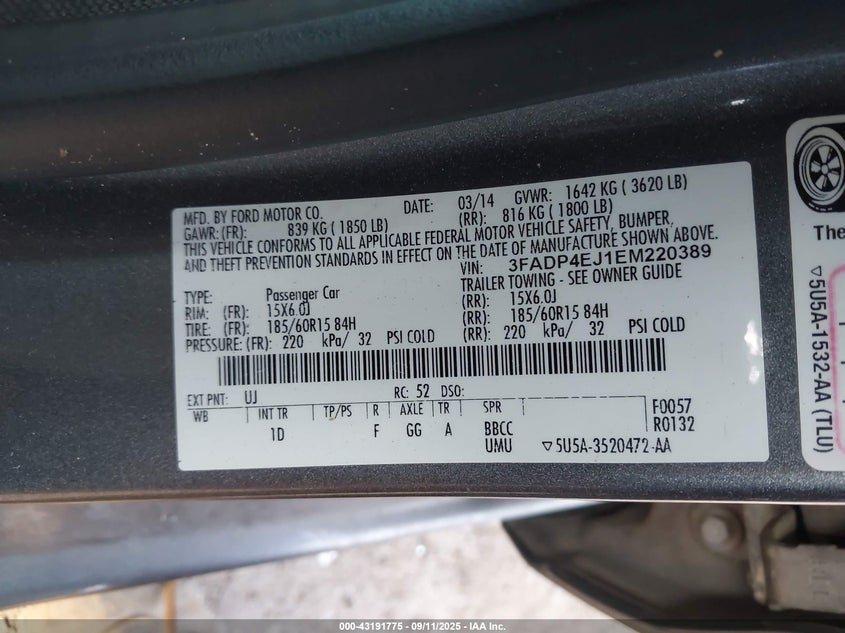 MFD. BY FORD MOTOR CO. DATE: 03/14 GVWR: 1642 KG ( 3620 LB)
GAWR: (FR): 839 KG ( 1850 LB) (RR): 816 KG ( 1800 LB)
THIS VEHICLE CONFORMS TO ALL APPLICABLE FEDERAL MOTOR VEHICLE SAFETY, BUMPER,
AND THEFT PREVENTION STANDARDS IN EFFECT ON THE DATE OF MANUFACTURE SHOWN ABOVE.
VIN: 3FADP4EJ1EM220389
TRAILER TOWING - SEE OWNER GUIDE
TYPE: Passenger Car
RIM: (FR): 15X6.0J (RR): 15X6.0J
TIRE: (FR): 185/60R15 84H (RR): 185/60R15 84H
PRESSURE: (FR): 220 kPa/ 32 PSI COLD (RR): 220 kPa/ 32 PSI COLD
EXT PNT: UJ RC: 52 DSO:
WB INT TR TP/PS R AXLE TR SPR F0057
1D F GG A BBCC R0132
UMU ▽5U5A-3520472-AA
The
▽5U5A-1532-AA (TLU)
000-43191775 - 09/11/2025 - IAA Inc.